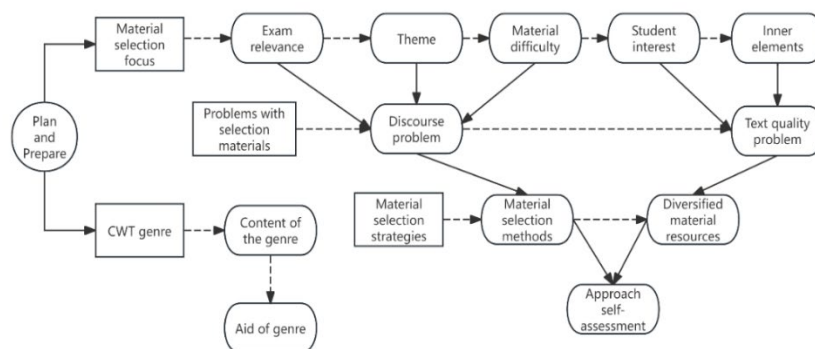 Material
selection
focus
Exam
relevance
Theme
Material
difficulty
Student
interest
Inner
elements
Plan
and
Prepare
Problems with
selection
materials
Discourse
problem
Text quality
problem
CWT genre
Content of
the genre
Material
selection
strategies
Material
selection
methods
Diversified
material
resources
Aid of genre
Approach
self-
assessment